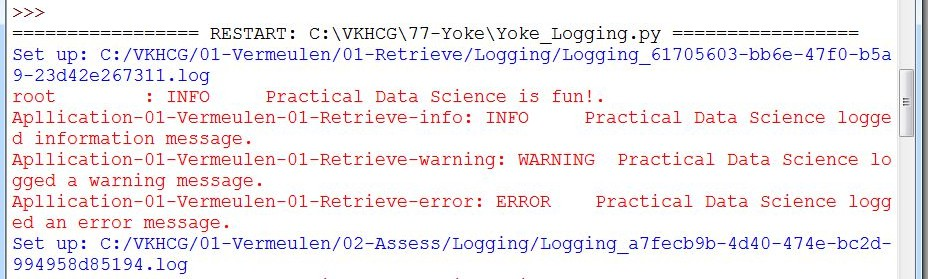 >>>
================= RESTART: C:\VKHCG\77-Yoke\Yoke_Logging.py =================
Set up: C:/VKHCG/01-Vermeulen/01-Retrieve/Logging/Logging_61705603-bb6e-47f0-b5a
9-23d42e267311.log
root        : INFO     Practical Data Science is fun!.
Apllication-01-Vermeulen-01-Retrieve-info: INFO     Practical Data Science logge
d information message.
Apllication-01-Vermeulen-01-Retrieve-warning: WARNING  Practical Data Science lo
gged a warning message.
Apllication-01-Vermeulen-01-Retrieve-error: ERROR    Practical Data Science logg
ed an error message.
Set up: C:/VKHCG/01-Vermeulen/02-Assess/Logging/Logging_a7fecb9b-4d40-474e-bc2d-
994958d85194.log